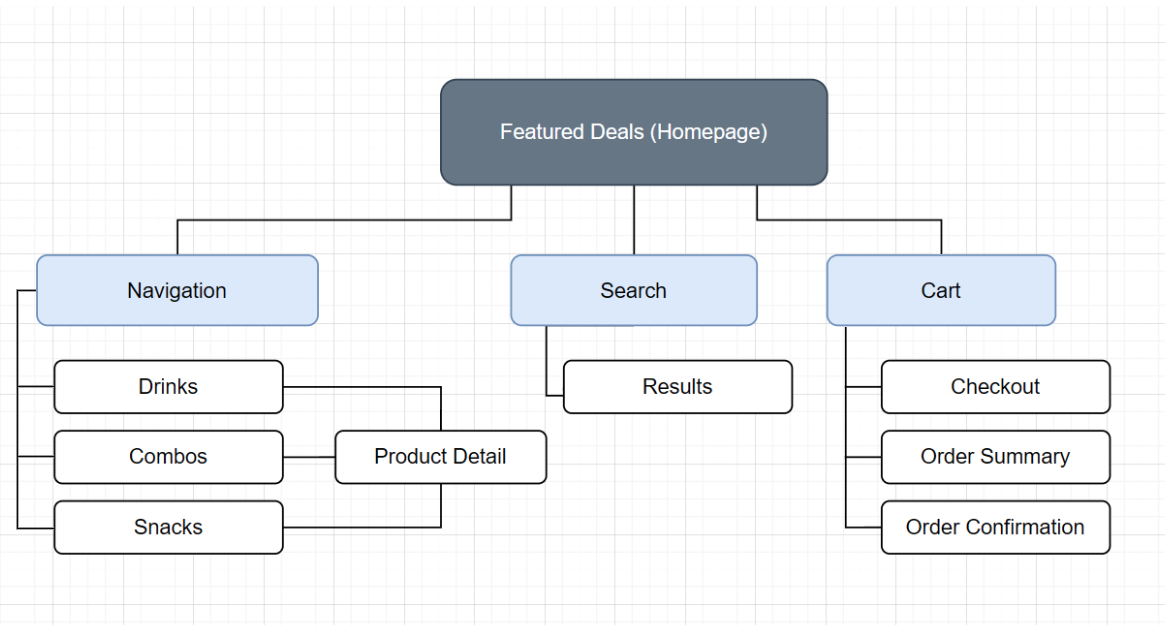 Featured Deals (Homepage)
Navigation
Search
Cart
Drinks
Results
Checkout
Combos
Product Detail
Order Summary
Snacks
Order Confirmation